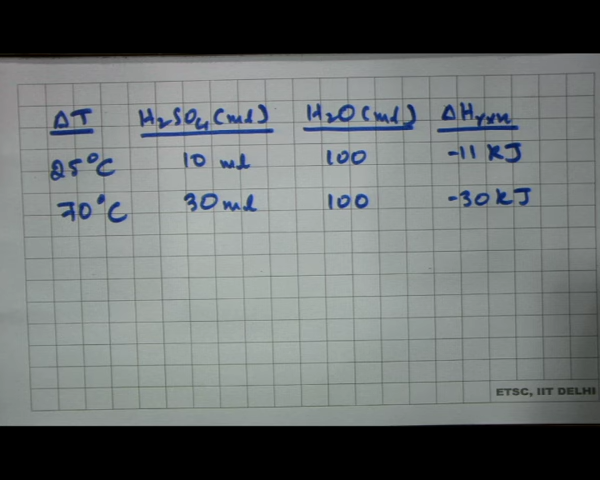 ΔT H₂SO₄(ml) H₂O(ml) ΔHrxn
25°C 10 ml 100 -11 kJ
70°C 30 ml 100 -30 kJ
ETSC, IIT DELHI